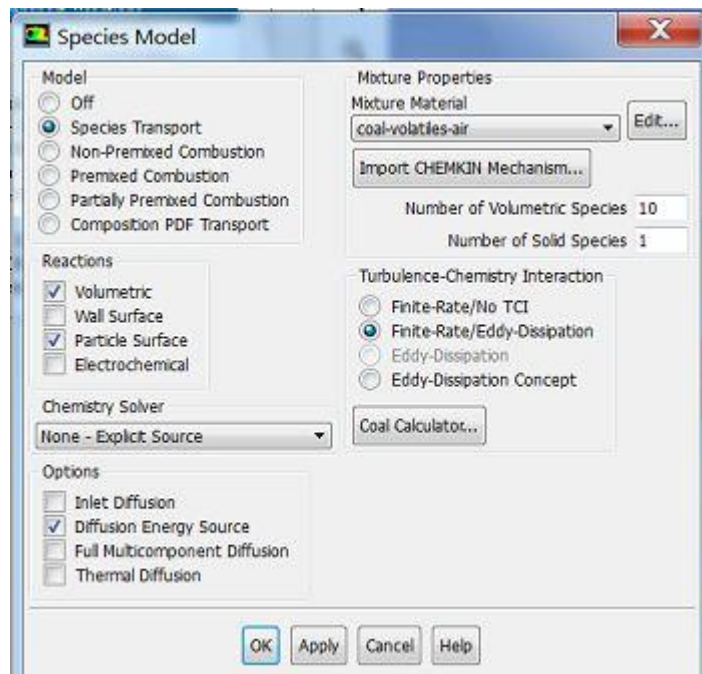 Species Model
Model
Off
Species Transport
Non-Premixed Combustion
Premixed Combustion
Partially Premixed Combustion
Composition PDF Transport
Reactions
Volumetric
Wall Surface
Particle Surface
Electrochemical
Chemistry Solver
None - Explicit Source
Options
Inlet Diffusion
Diffusion Energy Source
Full Multicomponent Diffusion
Thermal Diffusion
Mixture Properties
Mixture Material
coal-volatiles-air
Edit...
Import CHEMKIN Mechanism...
Number of Volumetric Species 10
Number of Solid Species 1
Turbulence-Chemistry Interaction
Finite-Rate/No TCI
Finite-Rate/Eddy-Dissipation
Eddy-Dissipation
Eddy-Dissipation Concept
Coal Calculator...
OK Apply Cancel Help